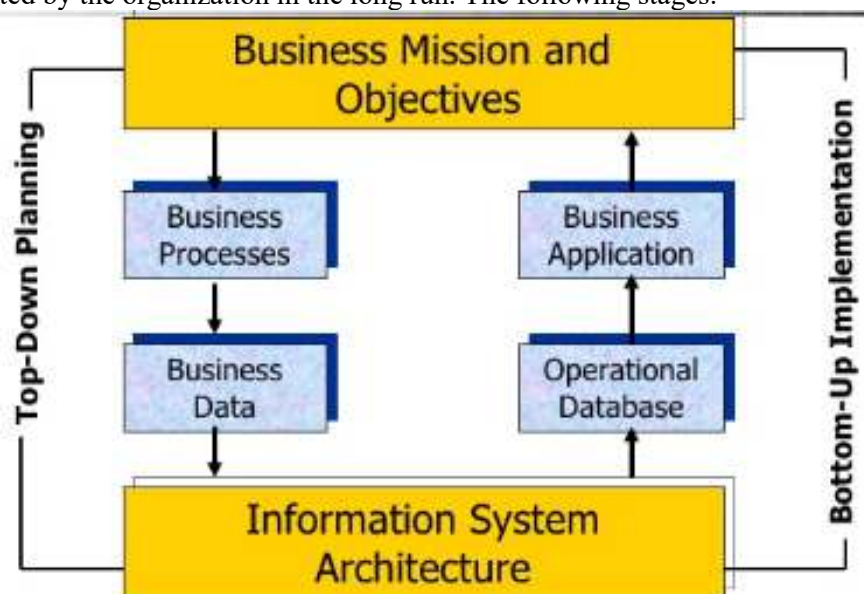 ted by the organization in the long run. The following stages:
Business Mission and
Objectives
Top-Down Planning
Business
Processes
Business
Data
Business
Application
Operational
Database
Bottom-Up Implementation
Information System
Architecture